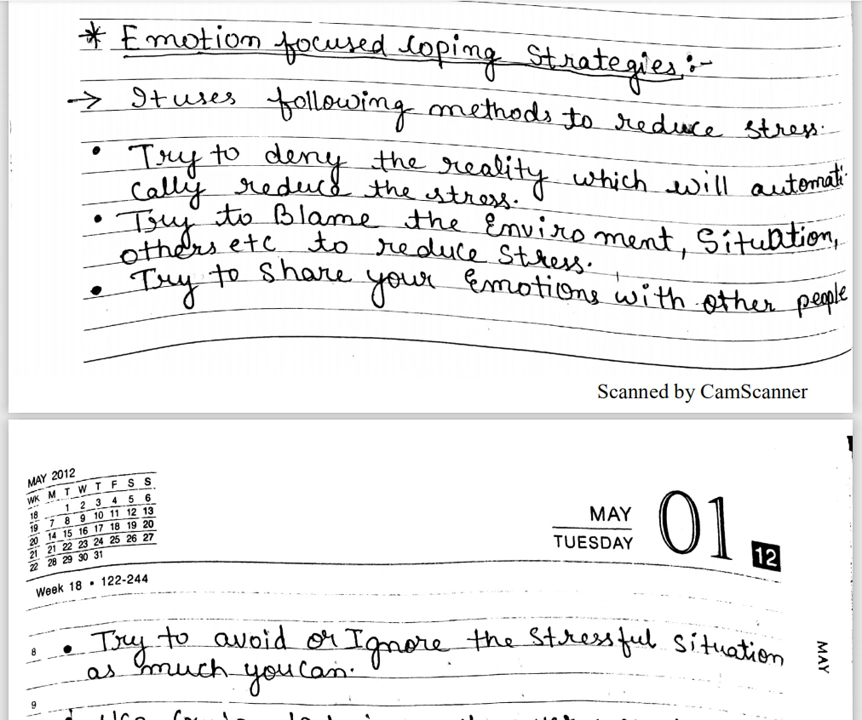 * Emotion focused coping Strategies:-
→ It uses following methods to reduce stress.
• Try to deny the reality which will automati
cally reduce the stress.
• Try to Blame the Enviroment, Situation,
others etc to reduce Stress.
• Try to Share your Emotions with other people
Scanned by CamScanner
MAY 2012
WK M T W T F S S
18 1 2 3 4 5 6
19 7 8 9 10 11 12 13
20 14 15 16 17 18 19 20
21 21 22 23 24 25 26 27
22 28 29 30 31
MAY
TUESDAY
01
12
Week 18 • 122-244
8 • Try to avoid or Ignore the Stressful Situation
as much you can.
MAY
9